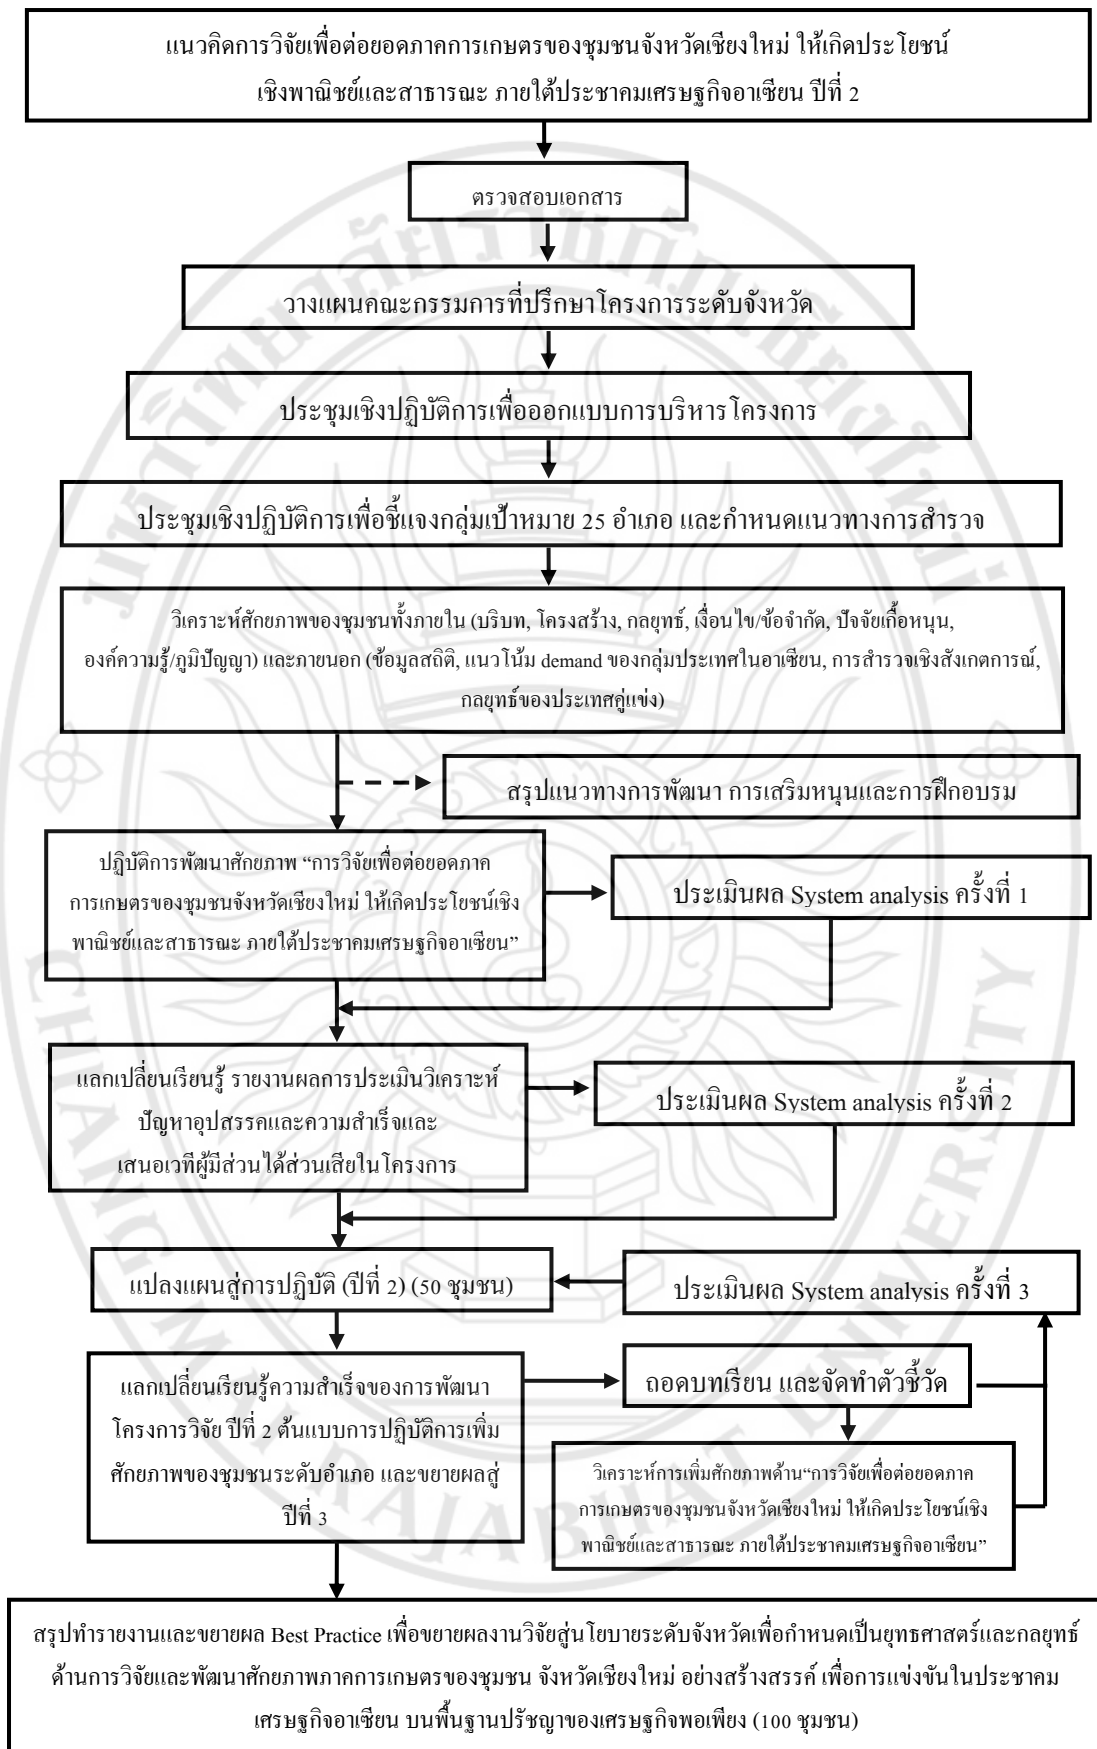 แนวคิดการวิจัยเพื่อต่อยอดภาคการเกษตรของชุมชนจังหวัดเชียงใหม่ ให้เกิดประโยชน์
เชิงพาณิชย์และสาธารณะ ภายใต้ประชาคมเศรษฐกิจอาเซียน ปีที่ 2
ตรวจสอบเอกสาร
วางแผนคณะกรรมการที่ปรึกษาโครงการระดับจังหวัด
ประชุมเชิงปฏิบัติการเพื่อออกแบบการบริหารโครงการ
ประชุมเชิงปฏิบัติการเพื่อชี้แจงกลุ่มเป้าหมาย 25 อำเภอ และกำหนดแนวทางการสำรวจ
วิเคราะห์ศักยภาพของชุมชนทั้งภายใน (บริบท, โครงสร้าง, กลยุทธ์, เงื่อนไข/ข้อจำกัด, ปัจจัยเกื้อหนุน,
องค์ความรู้/ภูมิปัญญา) และภายนอก (ข้อมูลสถิติ, แนวโน้ม demand ของกลุ่มประเทศในอาเซียน, การสำรวจเชิงสังเกตการณ์,
กลยุทธ์ของประเทศคู่แข่ง)
สรุปแนวทางการพัฒนา การเสริมหนุนและการฝึกอบรม
ปฏิบัติการพัฒนาศักยภาพ “การวิจัยเพื่อต่อยอดภาค
การเกษตรของชุมชนจังหวัดเชียงใหม่ ให้เกิดประโยชน์เชิง
พาณิชย์และสาธารณะ ภายใต้ประชาคมเศรษฐกิจอาเซียน”
ประเมินผล System analysis ครั้งที่ 1
แลกเปลี่ยนเรียนรู้ รายงานผลการประเมินวิเคราะห์
ปัญหาอุปสรรคและความสำเร็จและ
เสนอเวทีผู้มีส่วนได้ส่วนเสียในโครงการ
ประเมินผล System analysis ครั้งที่ 2
แปลงแผนสู่การปฏิบัติ (ปีที่ 2) (50 ชุมชน)
ประเมินผล System analysis ครั้งที่ 3
แลกเปลี่ยนเรียนรู้ความสำเร็จของการพัฒนา
โครงการวิจัย ปีที่ 2 ต้นแบบการปฏิบัติการเพิ่ม
ศักยภาพของชุมชนระดับอำเภอ และขยายผลสู่
ปีที่ 3
ถอดบทเรียน และจัดทำตัวชี้วัด
วิเคราะห์การเพิ่มศักยภาพด้าน“การวิจัยเพื่อต่อยอดภาค
การเกษตรของชุมชนจังหวัดเชียงใหม่ ให้เกิดประโยชน์เชิง
พาณิชย์และสาธารณะ ภายใต้ประชาคมเศรษฐกิจอาเซียน”
สรุปทำรายงานและขยายผล Best Practice เพื่อขยายผลงานวิจัยสู่นโยบายระดับจังหวัดเพื่อกำหนดเป็นยุทธศาสตร์และกลยุทธ์
ด้านการวิจัยและพัฒนาศักยภาพภาคการเกษตรของชุมชน จังหวัดเชียงใหม่ อย่างสร้างสรรค์ เพื่อการแข่งขันในประชาคม
เศรษฐกิจอาเซียน บนพื้นฐานปรัชญาของเศรษฐกิจพอเพียง (100 ชุมชน)
มหาวิทยาลัยราชภัฏเชียงใหม่
CHIANG MAI RAJABHAT UNIVERSITY